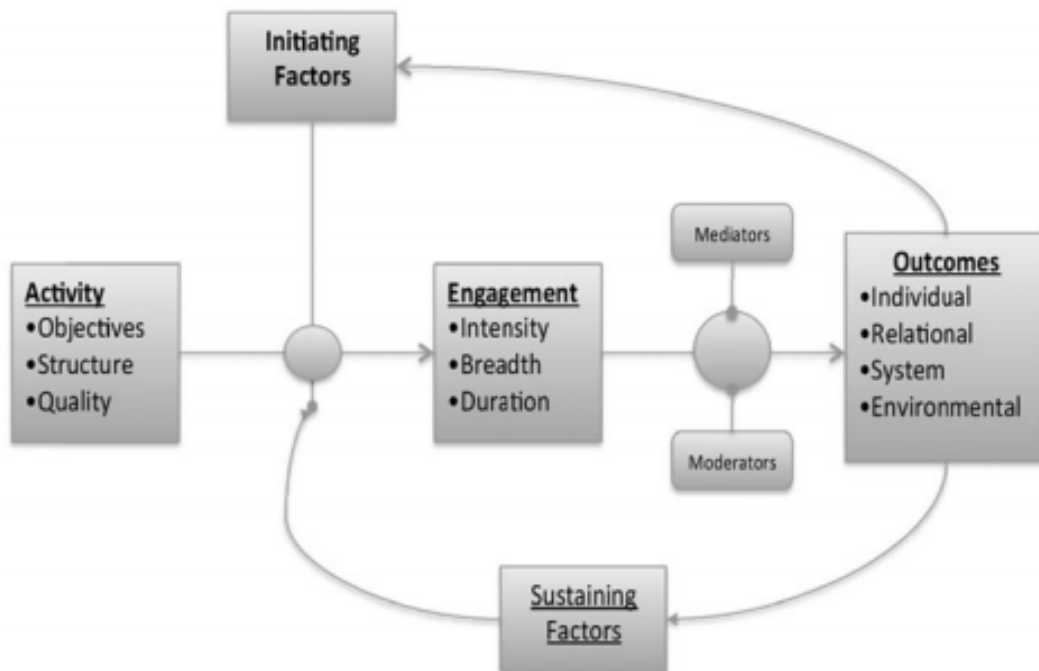 Initiating
Factors
Mediators
Activity
•Objectives
•Structure
•Quality
Engagement
•Intensity
•Breadth
•Duration
Outcomes
•Individual
•Relational
•System
•Environmental
Moderators
Sustaining
Factors